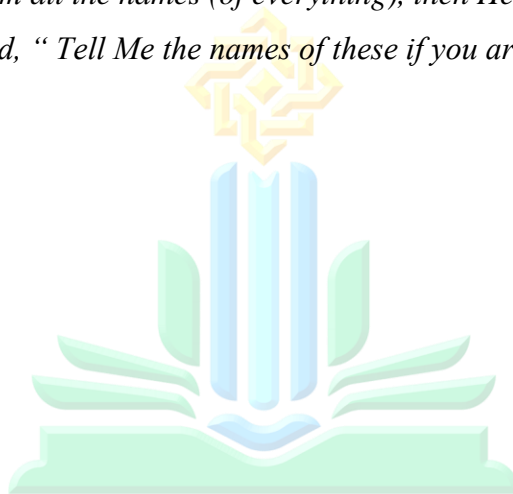 all the names (of everything), then He
“ Tell Me the names of these if you ar